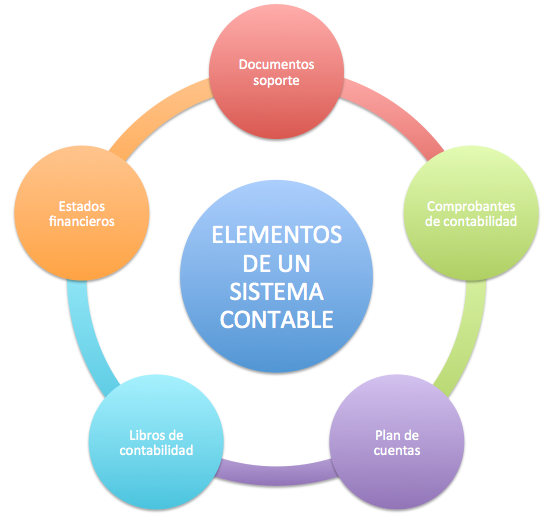 Documentos
soporte
Comprobantes
de contabilidad
Plan de
cuentas
Libros de
contabilidad
Estados
financieros
ELEMENTOS
DE UN
SISTEMA
CONTABLE